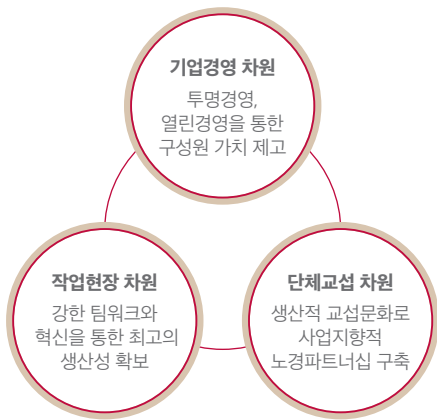 기업경영 차원
투명경영,
열린경영을 통한
구성원 가치 제고
작업현장 차원
강한 팀워크와
혁신을 통한 최고의
생산성 확보
단체교섭 차원
생산적 교섭문화로
사업지향적
노경파트너십 구축